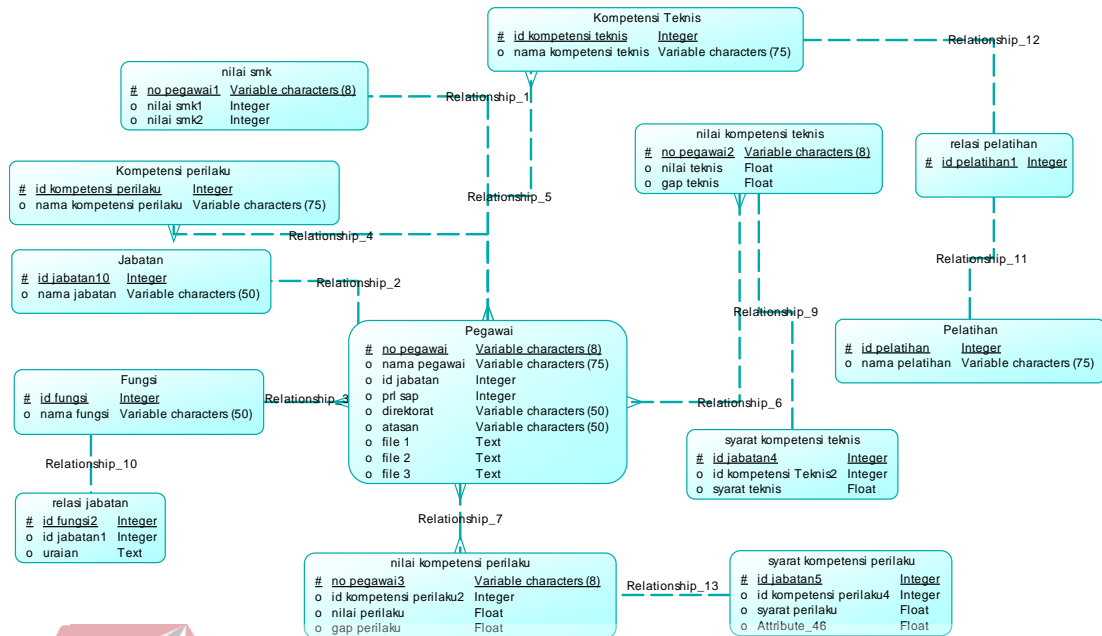 Kompetensi Teknis
# id kompetensi teknis Integer
o nama kompetensi teknis Variable characters (75)
Relationship_12
nilai smk
# no pegawai1 Variable characters (8)
o nilai smk1 Integer
o nilai smk2 Integer
Relationship_1
nilai kompetensi teknis
# no pegawai2 Variable characters (8)
o nilai teknis Float
o gap teknis Float
relasi pelatihan
# id pelatihan1 Integer
Kompetensi perilaku
# id kompetensi perilaku Integer
o nama kompetensi perilaku Variable characters (75)
Relationship_5
Relationship_4
Jabatan
# id jabatan10 Integer
o nama jabatan Variable characters (50)
Relationship_2
Relationship_11
Relationship_9
Pegawai
# no pegawai Variable characters (8)
o nama pegawai Variable characters (75)
o id jabatan Integer
o prl sap Integer
o direktorat Variable characters (50)
o atasan Variable characters (50)
o file 1 Text
o file 2 Text
o file 3 Text
Pelatihan
# id pelatihan Integer
o nama pelatihan Variable characters (75)
Fungsi
# id fungsi Integer
o nama fungsi Variable characters (50)
Relationship_3
Relationship_6
syarat kompetensi teknis
# id jabatan4 Integer
o id kompetensi Teknis2 Integer
o syarat teknis Float
Relationship_10
relasi jabatan
# id fungsi2 Integer
o id jabatan1 Integer
o uraian Text
Relationship_7
nilai kompetensi perilaku
# no pegawai3 Variable characters (8)
o id kompetensi perilaku2 Integer
o nilai perilaku Float
o gap perilaku Float
Relationship_13
syarat kompetensi perilaku
# id jabatan5 Integer
o id kompetensi perilaku4 Integer
o syarat perilaku Float
o Attribute_46 Float